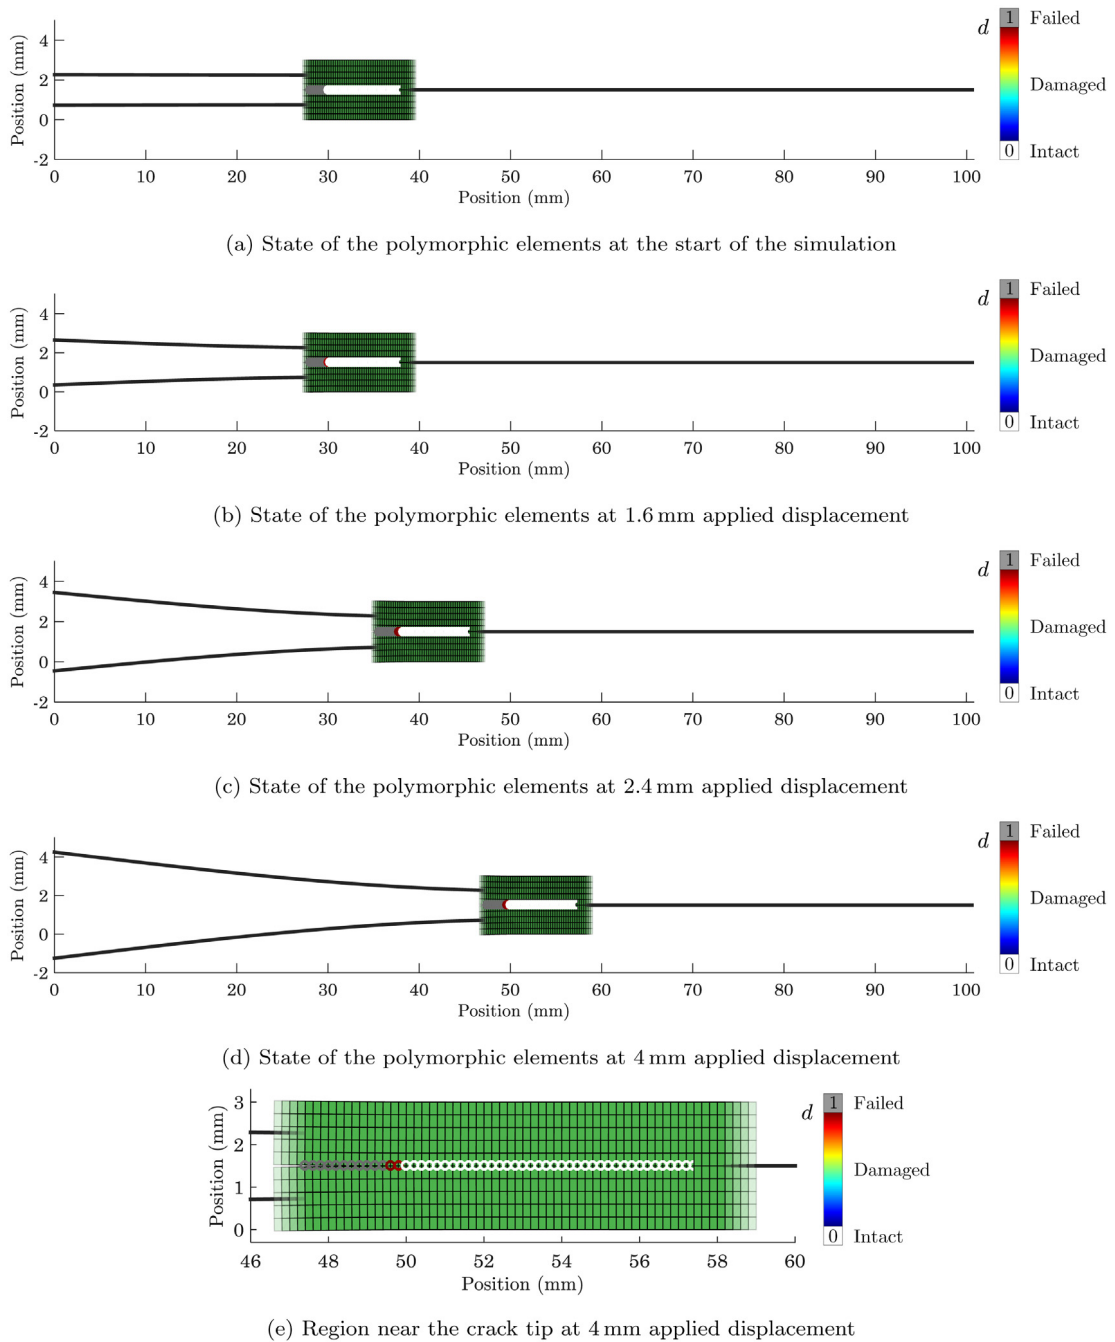 d
1 Failed
Damaged
0 Intact
Position (mm)
4
2
0
-2
0 10 20 30 40 50 60 70 80 90 100
Position (mm)
(a) State of the polymorphic elements at the start of the simulation
d
1 Failed
Damaged
0 Intact
Position (mm)
4
2
0
-2
0 10 20 30 40 50 60 70 80 90 100
Position (mm)
(b) State of the polymorphic elements at 1.6 mm applied displacement
d
1 Failed
Damaged
0 Intact
Position (mm)
4
2
0
-2
0 10 20 30 40 50 60 70 80 90 100
Position (mm)
(c) State of the polymorphic elements at 2.4 mm applied displacement
d
1 Failed
Damaged
0 Intact
Position (mm)
4
2
0
-2
0 10 20 30 40 50 60 70 80 90 100
Position (mm)
(d) State of the polymorphic elements at 4 mm applied displacement
d
1 Failed
Damaged
0 Intact
Position (mm)
3
2
1
0
46 48 50 52 54 56 58 60
Position (mm)
(e) Region near the crack tip at 4 mm applied displacement